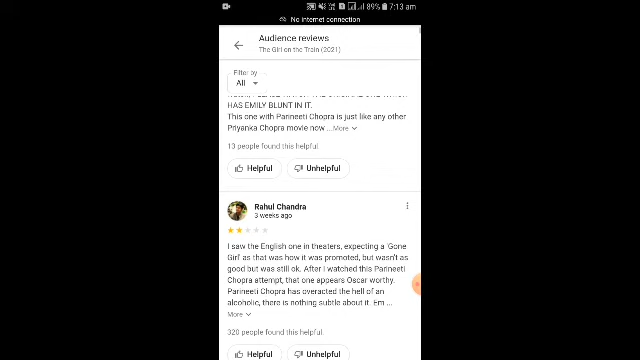 89% 7:13 am
No internet connection
Audience reviews
The Girl on the Train (2021)
Filter by
All
HAS EMILY BLUNT IN IT.
This one with Parineeti Chopra is just like any other
Priyanka Chopra movie now ... More
13 people found this helpful.
Helpful Unhelpful
Rahul Chandra
3 weeks ago
I saw the English one in theaters, expecting a 'Gone
Girl' as that was how it was promoted, but wasn't as
good but was still ok. After I watched this Parineeti
Chopra attempt, that one appears Oscar worthy.
Parineeti Chopra has overacted the hell of an
alcoholic, there is nothing subtle about it. Em ...
More
320 people found this helpful.
Helpful Unhelpful